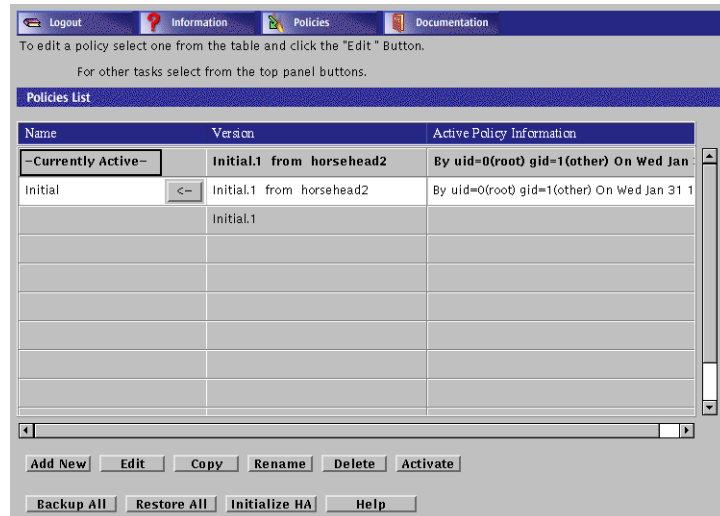 Logout Information Policies Documentation
To edit a policy select one from the table and click the "Edit " Button.
For other tasks select from the top panel buttons.
Policies List
Name Version Active Policy Information
-Currently Active- Initial.1 from horsehead2 By uid=0(root) gid=1(other) On Wed Jan
Initial <- Initial.1 from horsehead2 By uid=0(root) gid=1(other) On Wed Jan 31 1
Initial.1
Add New Edit Copy Rename Delete Activate
Backup All Restore All Initialize HA Help